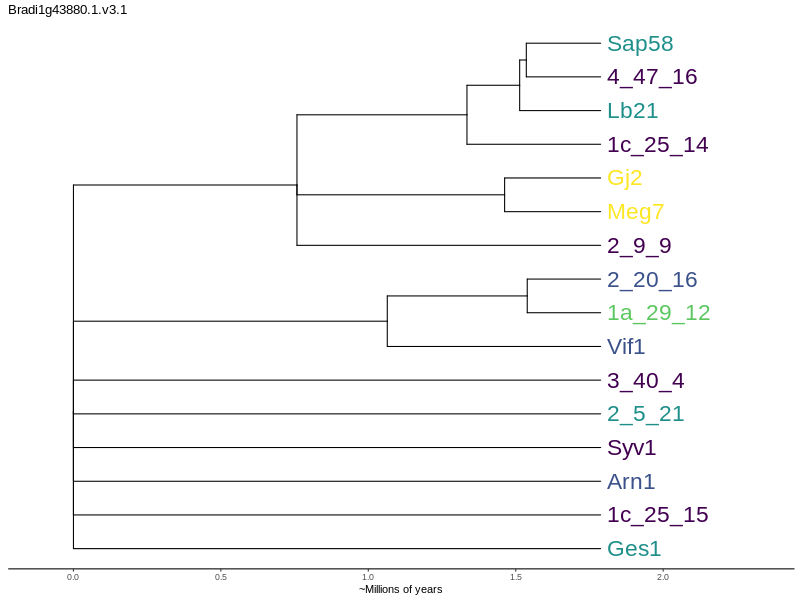 Bradi1g43880.1.v3.1
Sap58
4_47_16
Lb21
1c_25_14
Gj2
Meg7
2_9_9
2_20_16
1a_29_12
Vif1
3_40_4
2_5_21
Syv1
Arn1
1c_25_15
Ges1
0.0 0.5 1.0 1.5 2.0
~Millions of years